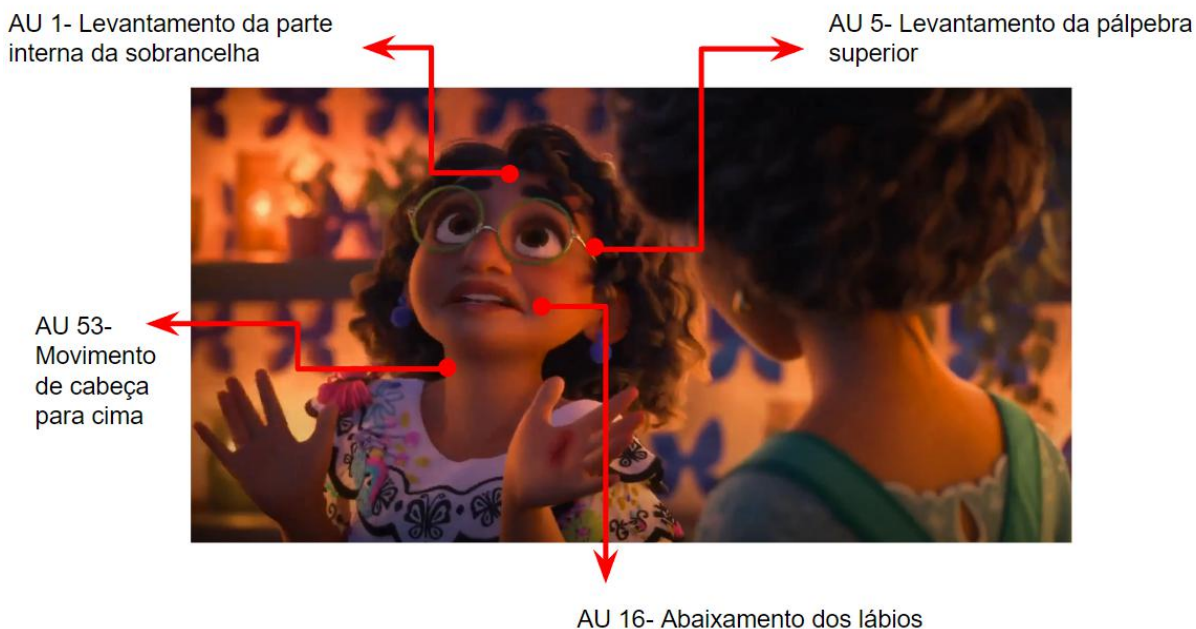 AU 1- Levantamento da parte
interna da sobrancelha
AU 5- Levantamento da pálpebra
superior
AU 53-
Movimento
de cabeça
para cima
AU 16- Abaixamento dos lábios